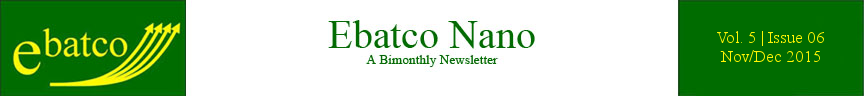 ebatco
Ebatco Nano
A Bimonthly Newsletter
Vol. 5 | Issue 06
Nov/Dec 2015